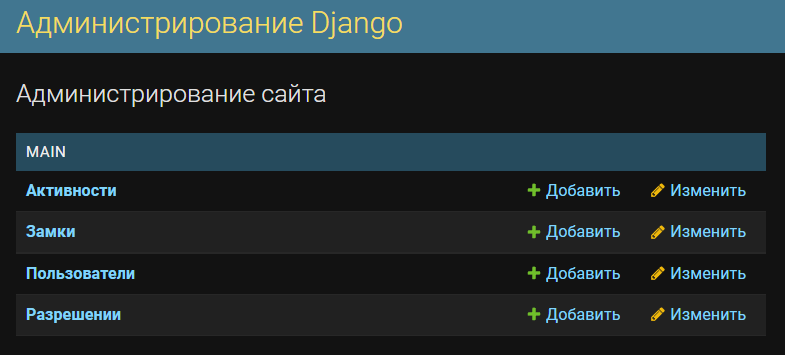 Администрирование Django
Администрирование сайта
MAIN
Активности Добавить Изменить
Замки Добавить Изменить
Пользователи Добавить Изменить
Разрешении Добавить Изменить